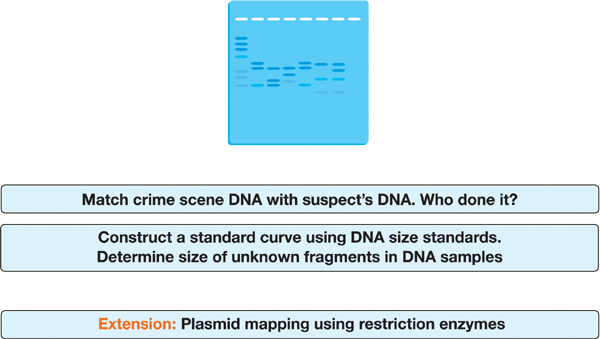 Match crime scene DNA with suspect's DNA. Who done it?
Construct a standard curve using DNA size standards.
Determine size of unknown fragments in DNA samples
Extension: Plasmid mapping using restriction enzymes